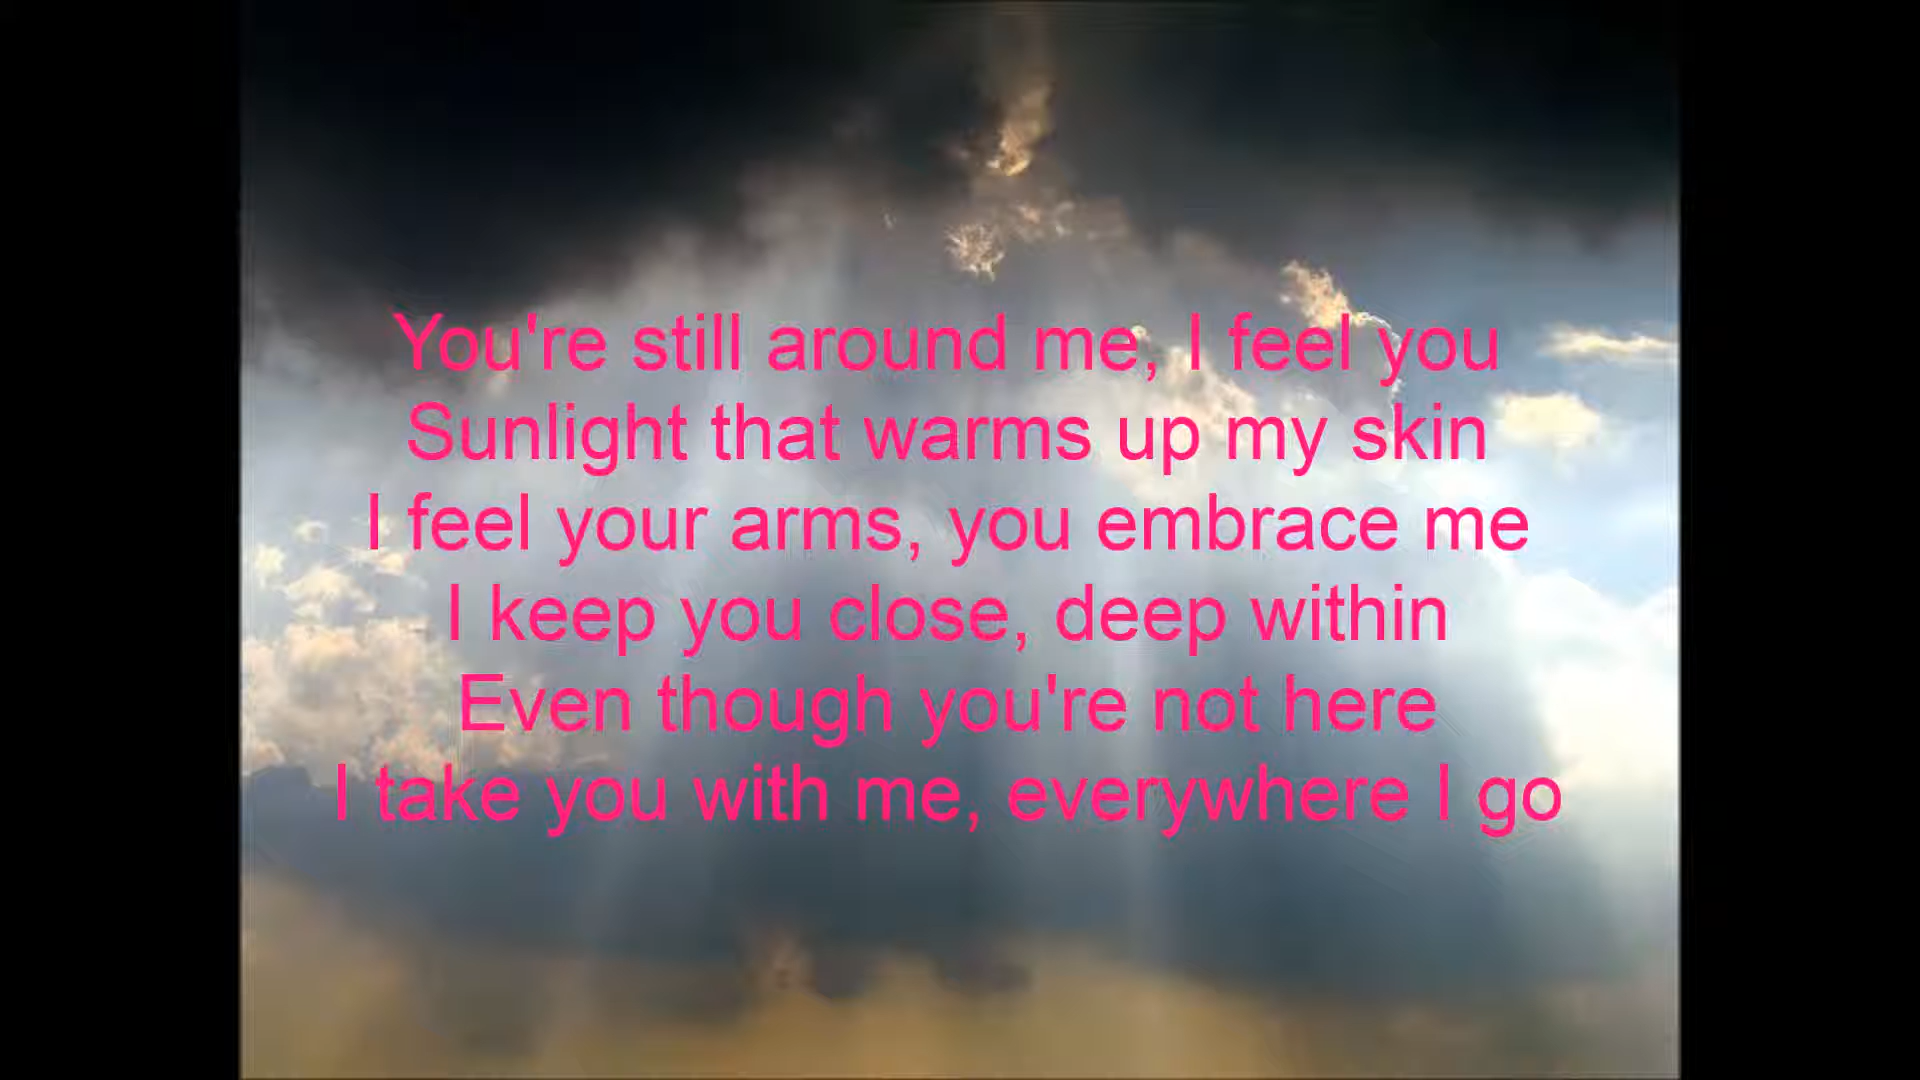 You're still around me, I feel you
Sunlight that warms up my skin
I feel your arms, you embrace me
I keep you close, deep within
Even though you're not here
I take you with me, everywhere I go